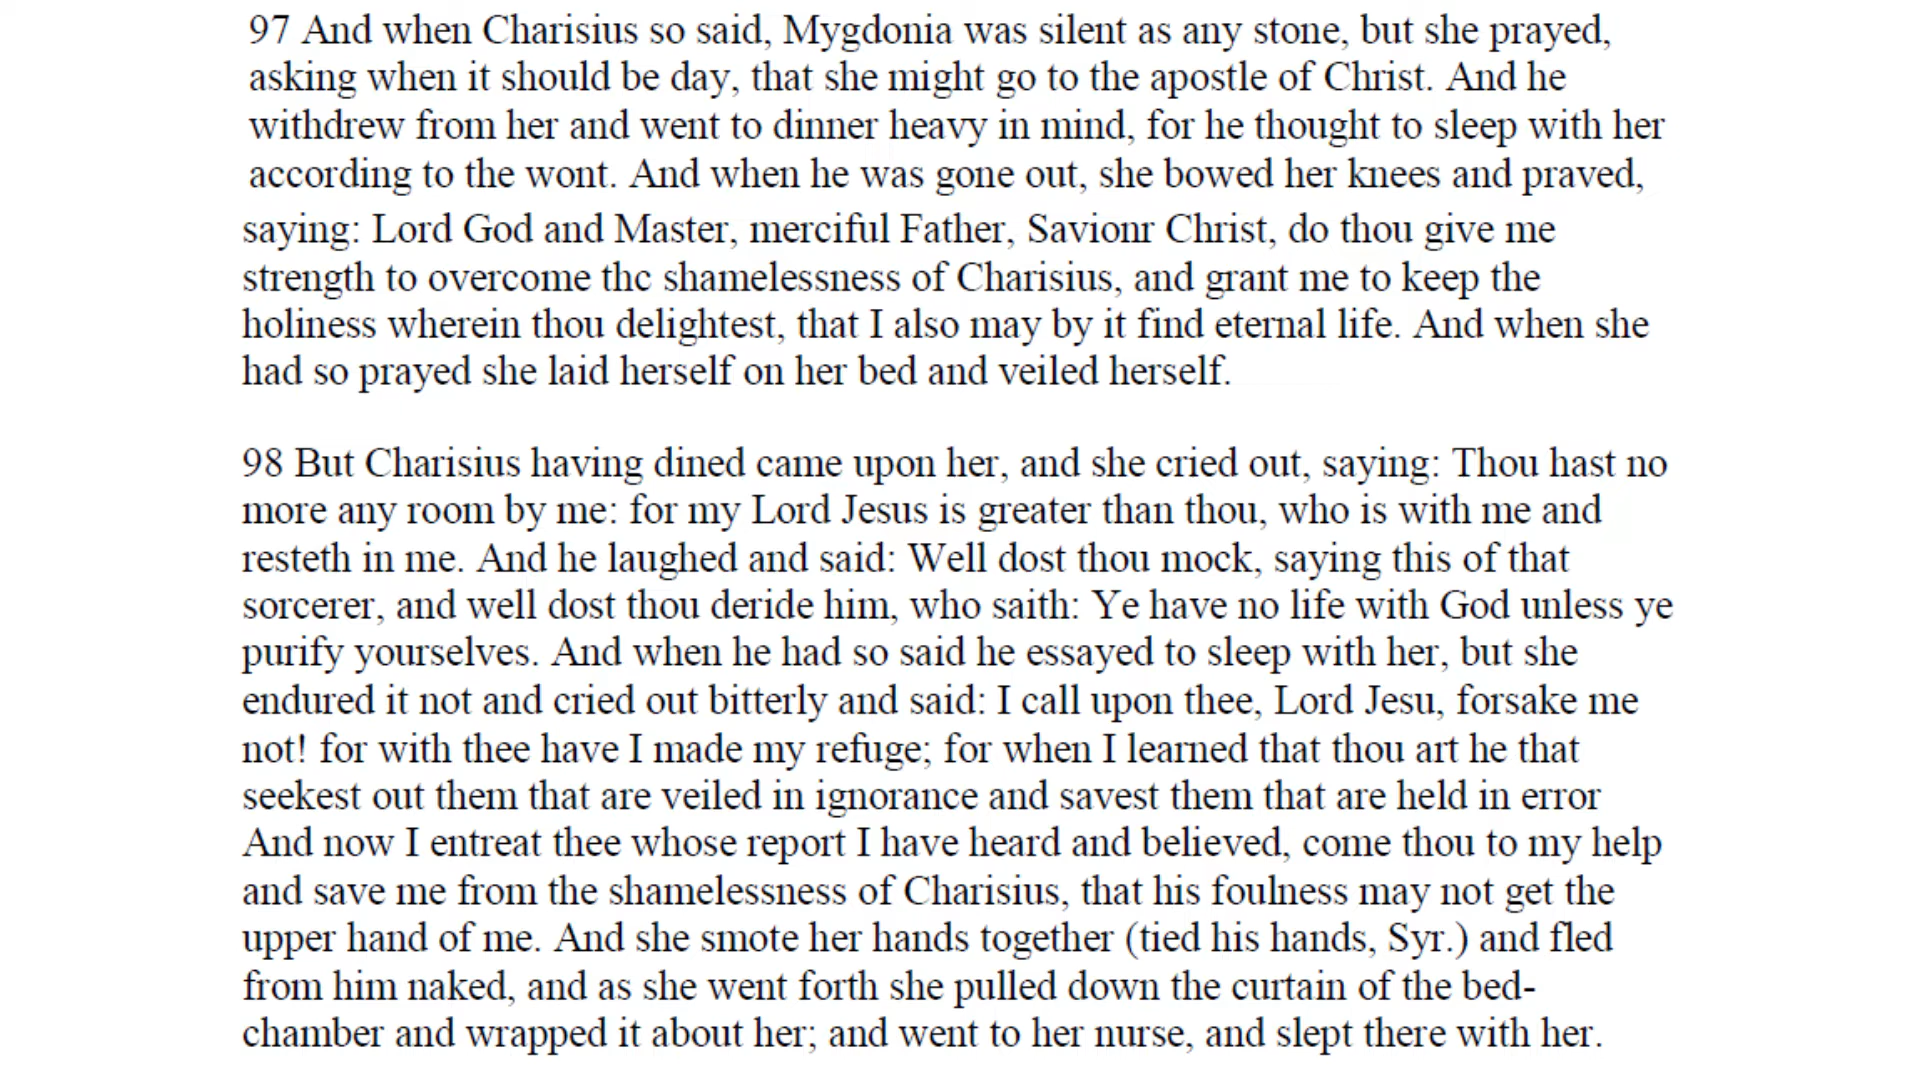 97 And when Charisius so said, Mygdonia was silent as any stone, but she prayed,
asking when it should be day, that she might go to the apostle of Christ. And he
withdrew from her and went to dinner heavy in mind, for he thought to sleep with her
according to the wont. And when he was gone out, she bowed her knees and praved,
saying: Lord God and Master, merciful Father, Savionr Christ, do thou give me
strength to overcome thc shamelessness of Charisius, and grant me to keep the
holiness wherein thou delightest, that I also may by it find eternal life. And when she
had so prayed she laid herself on her bed and veiled herself.
98 But Charisius having dined came upon her, and she cried out, saying: Thou hast no
more any room by me: for my Lord Jesus is greater than thou, who is with me and
resteth in me. And he laughed and said: Well dost thou mock, saying this of that
sorcerer, and well dost thou deride him, who saith: Ye have no life with God unless ye
purify yourselves. And when he had so said he essayed to sleep with her, but she
endured it not and cried out bitterly and said: I call upon thee, Lord Jesu, forsake me
not! for with thee have I made my refuge; for when I learned that thou art he that
seekest out them that are veiled in ignorance and savest them that are held in error
And now I entreat thee whose report I have heard and believed, come thou to my help
and save me from the shamelessness of Charisius, that his foulness may not get the
upper hand of me. And she smote her hands together (tied his hands, Syr.) and fled
from him naked, and as she went forth she pulled down the curtain of the bed-
chamber and wrapped it about her; and went to her nurse, and slept there with her.